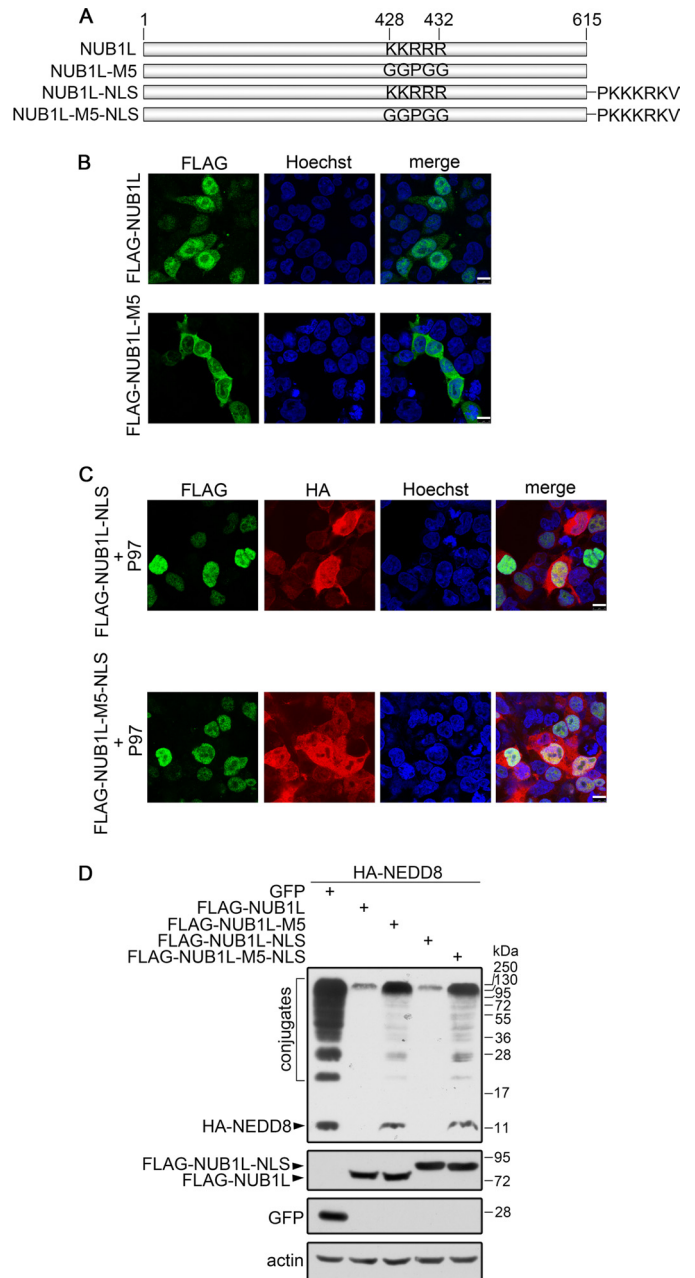 A
1 428 432 615
NUB1L KKRRR
NUB1L-M5 GGPGG
NUB1L-NLS KKRRR PKKKRKV
NUB1L-M5-NLS GGPGG PKKKRKV
B
FLAG Hoechst merge
FLAG-NUB1L
FLAG-NUB1L-M5
C
FLAG HA Hoechst merge
FLAG-NUB1L-NLS
+
P97
FLAG-NUB1L-M5-NLS
+
P97
D
HA-NEDD8
GFP +
FLAG-NUB1L +
FLAG-NUB1L-M5 +
FLAG-NUB1L-NLS +
FLAG-NUB1L-M5-NLS +
kDa
250
130
95
72
55
36
28
17
11
conjugates
HA-NEDD8
FLAG-NUB1L-NLS 95
FLAG-NUB1L 72
GFP 28
actin